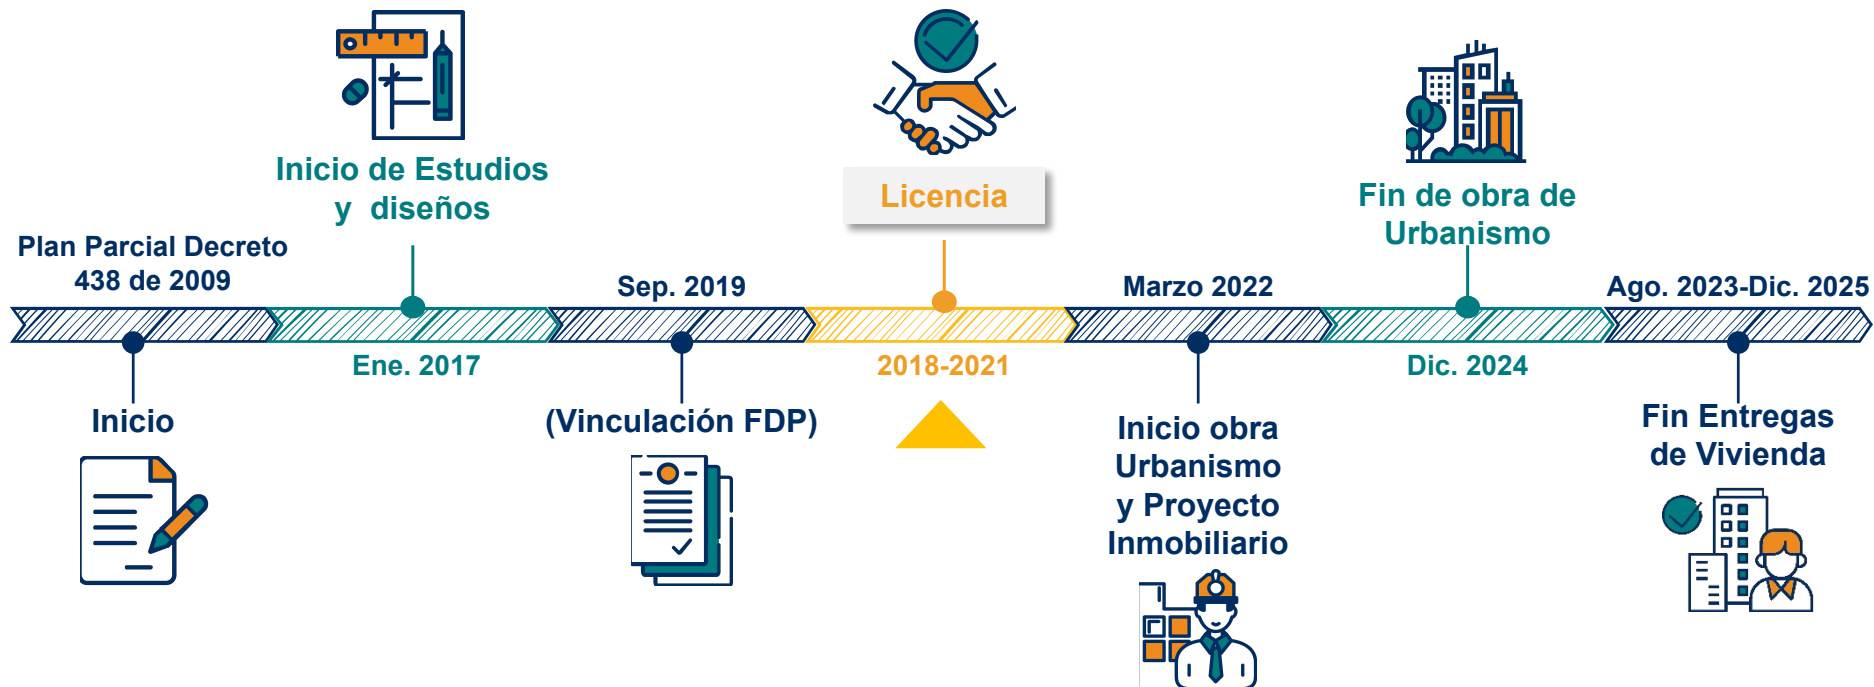 Plan Parcial Decreto
438 de 2009
Inicio
Inicio de Estudios
y diseños
Ene. 2017
Sep. 2019
(Vinculación FDP)
Licencia
2018-2021
Marzo 2022
Inicio obra
Urbanismo
y Proyecto
Inmobiliario
Fin de obra de
Urbanismo
Dic. 2024
Ago. 2023-Dic. 2025
Fin Entregas
de Vivienda